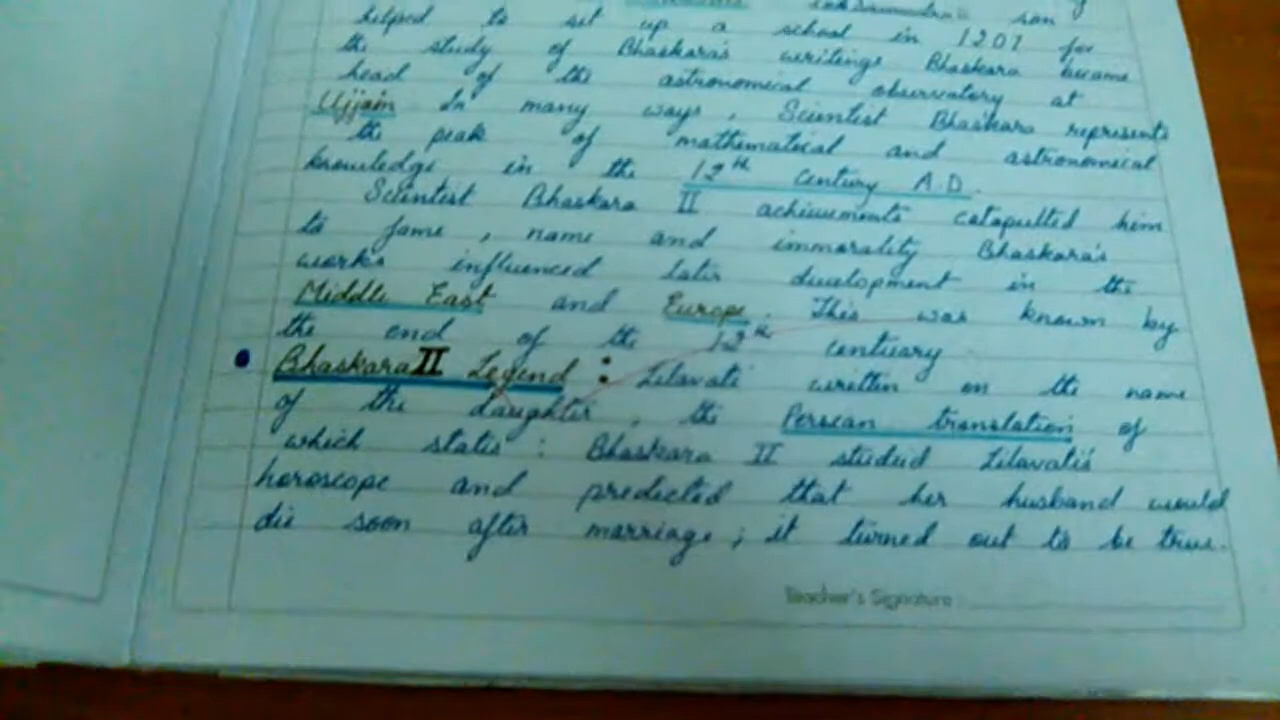 son
helped to set up a school in 1207 for
the study of Bhaskara's writings Bhaskara became
head of the astronomical observatory at
Ujjain In many ways, Scientist Bhaskara represents
the peak of mathematical and astronomical
knowledge in the 12th century A.D.
Scientist Bhaskara II achievements catapulted him
to fame, name and immorality Bhaskara's
works influenced later development in the
Middle East and Europe. This was known by
the end of the 12th centuary
Bhaskara II Legend : Lilavati written on the name
of the daughter, the Persean translation of
which states : Bhaskara II studied Lilavati's
horoscope and predicted that her husband would
die soon after marriage ; it turned out to be true.
Teacher's Signature